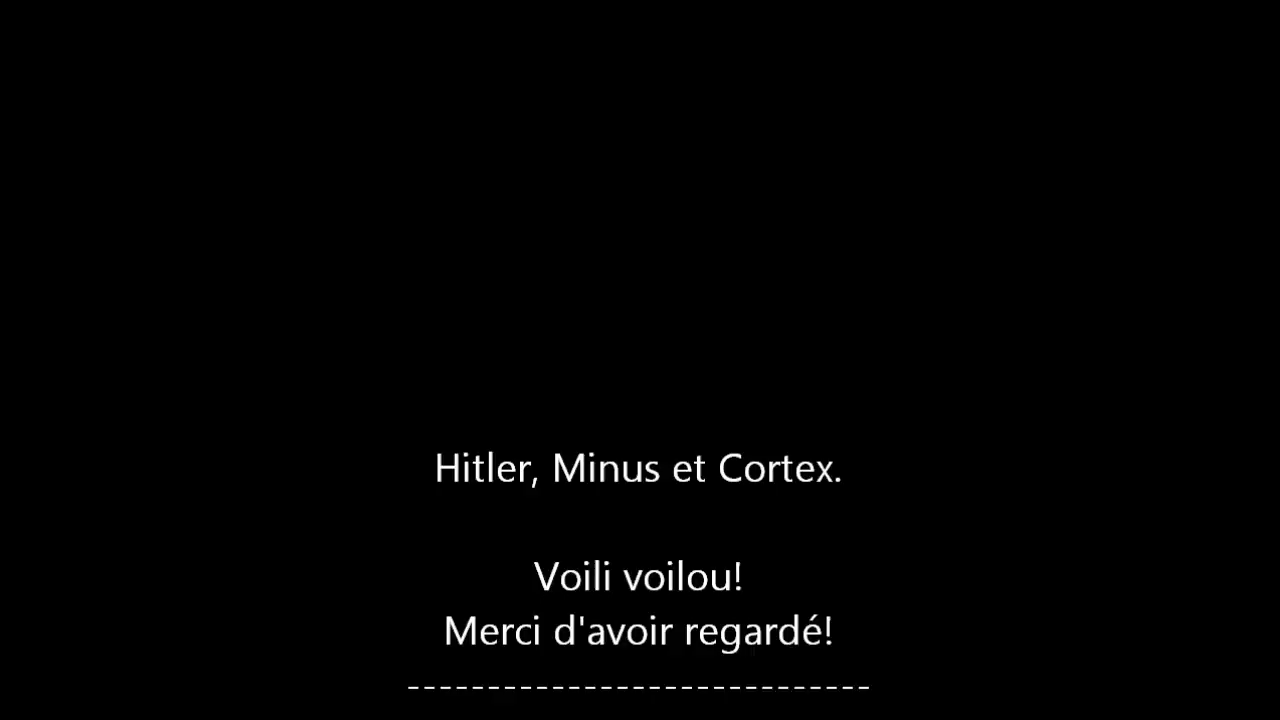 Hitler, Minus et Cortex.
Voili voilou!
Merci d'avoir regardé!
-----------------------------